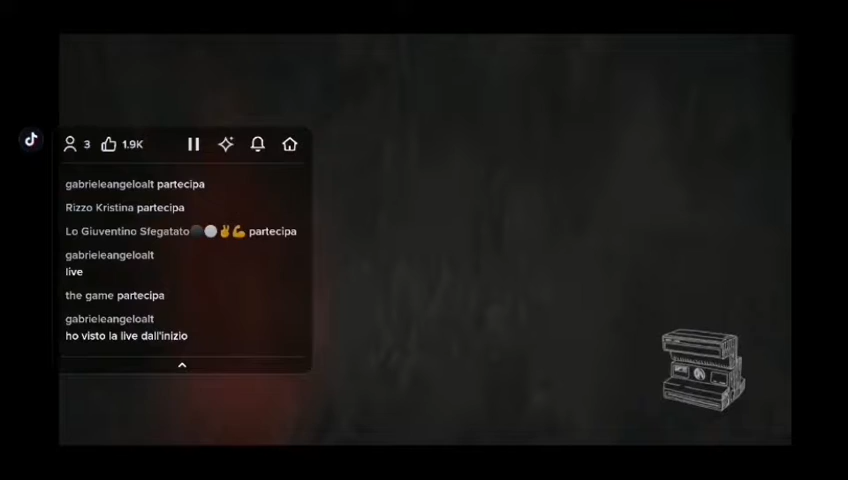 3 1.9K
gabrieleangeloalt partecipa
Rizzo Kristina partecipa
Lo Giuventino Sfegatato⚫⚪✌️💪 partecipa
gabrieleangeloalt
live
the game partecipa
gabrieleangeloalt
ho visto la live dall'inizio